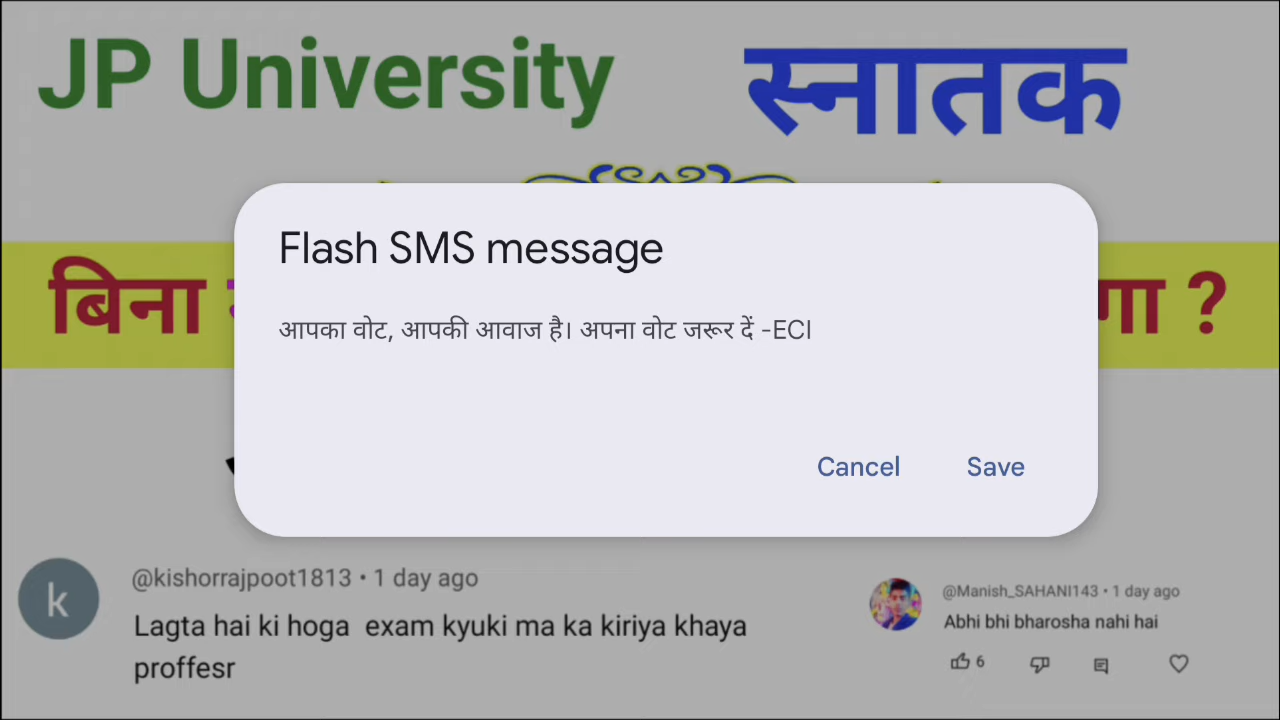 JP University स्नातक
बिना
गा ?
Flash SMS message
आपका वोट, आपकी आवाज है। अपना वोट जरूर दें -ECI
Cancel Save
k
@kishorrajpoot1813 • 1 day ago
Lagta hai ki hoga exam kyuki ma ka kiriya khaya
proffesr
@Manish_SAHANI143 • 1 day ago
Abhi bhi bharosha nahi hai
6